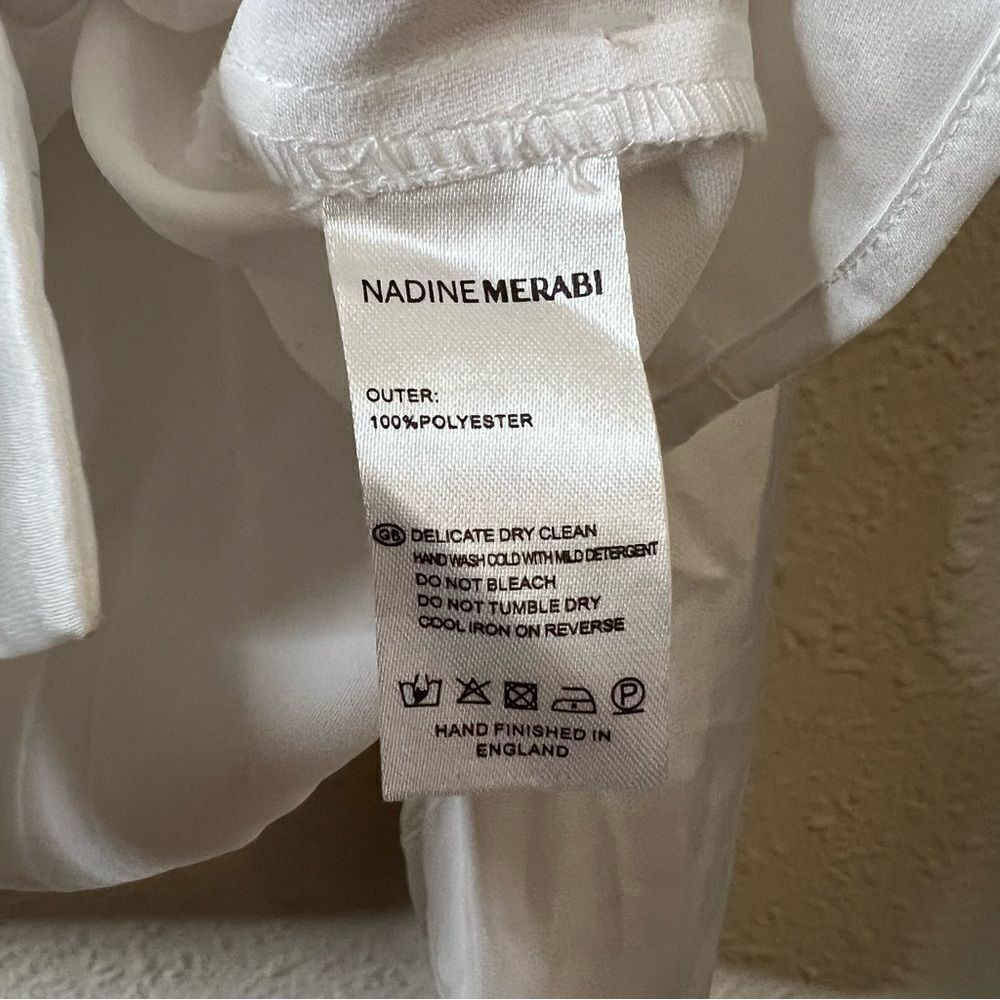 NADINEMERABI
OUTER:
100%POLYESTER
GB DELICATE DRY CLEAN
HAND WASH COLD WITH MILD DETERGENT
DO NOT BLEACH
DO NOT TUMBLE DRY
COOL IRON ON REVERSE
P
HAND FINISHED IN
ENGLAND